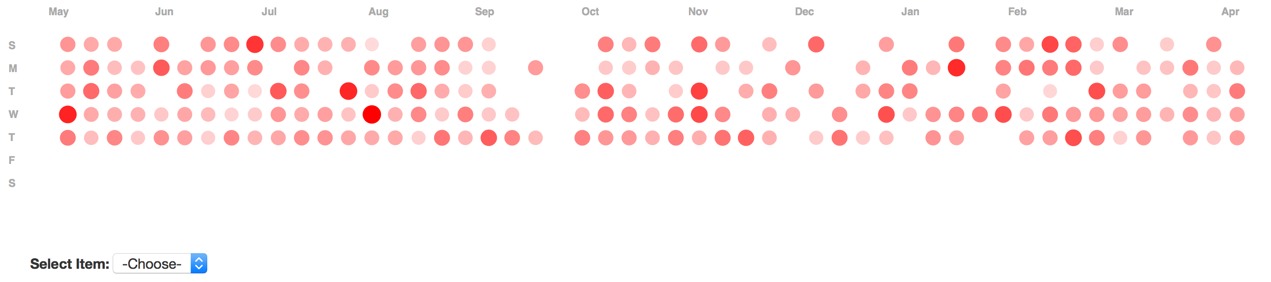 May Jun Jul Aug Sep Oct Nov Dec Jan Feb Mar Apr
S
M
T
W
T
F
S
Select Item: -Choose-